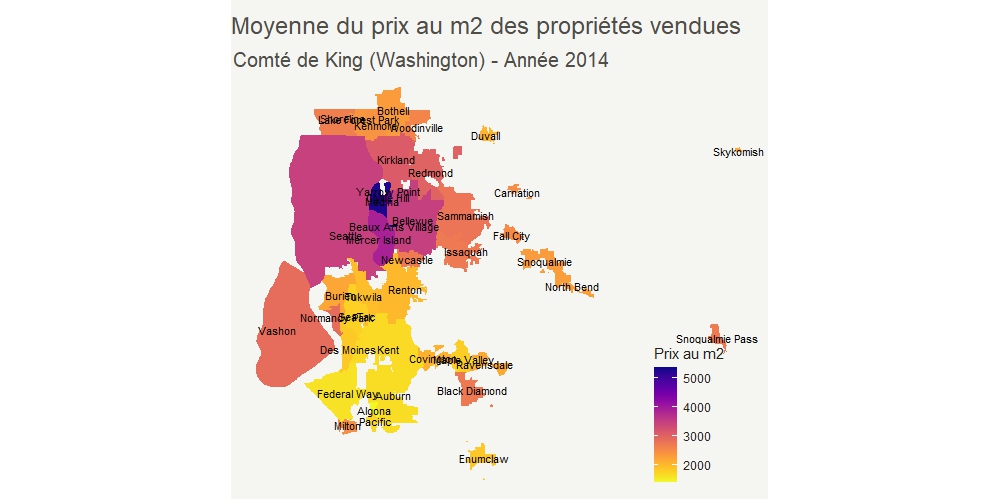 Moyenne du prix au m2 des propriétés vendues
Comté de King (Washington) - Année 2014
Bothell
Shoreline
Lake Forest Park
Kenmore
Woodinville
Duvall
Skykomish
Kirkland
Redmond
Yarrow Point
Carnation
Clyde Hill
Medina
Sammamish
Bellevue
Beaux Arts Village
Seattle
Mercer Island
Fall City
Issaquah
Newcastle
Snoqualmie
North Bend
Renton
Burien
Tukwila
Normandy Park
SeaTac
Vashon
Snoqualmie Pass
Des Moines
Kent
Covington
Maple Valley
Ravensdale
Black Diamond
Federal Way
Auburn
Algona
Pacific
Milton
Enumclaw
Prix au m2
5000
4000
3000
2000